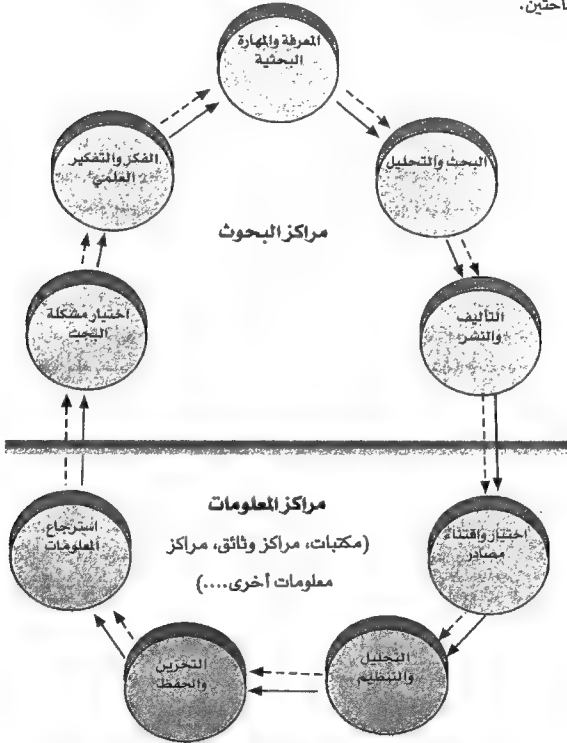 باحثين.
المعرفة والمهارة
البحثية
الفكر والتفكير
العلمي
البحث والتحليل
مراكز البحوث
اختيار مشكلة
البحث
التأليف
والنشر
مراكز المعلومات
(مكتبات، مراكز وثائق، مراكز
معلومات أخرى....)
استرجاع
المعلومات
اختيار واقتناء
مصادر
التخزين
والحفظ
التحليل
والتنظيم